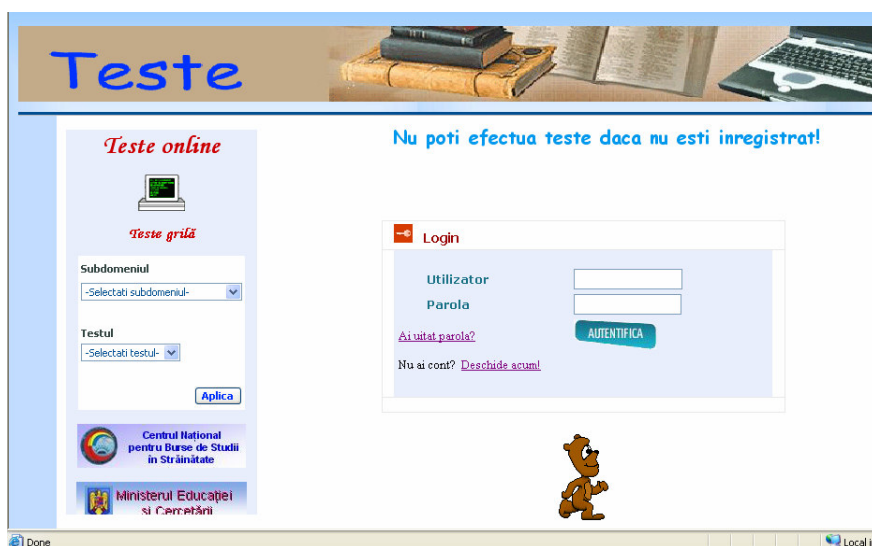 Teste
Teste online
Teste grilă
Subdomeniul
-Selectati subdomeniul-
Testul
-Selectati testul-
Aplica
Centrul Național
pentru Burse de Studii
în Străinătate
Ministerul Educației
și Cercetării
Nu poti efectua teste daca nu esti inregistrat!
Login
Utilizator
Parola
Ai uitat parola?
AUTENTIFICA
Nu ai cont? Deschide acum!
Done
Local